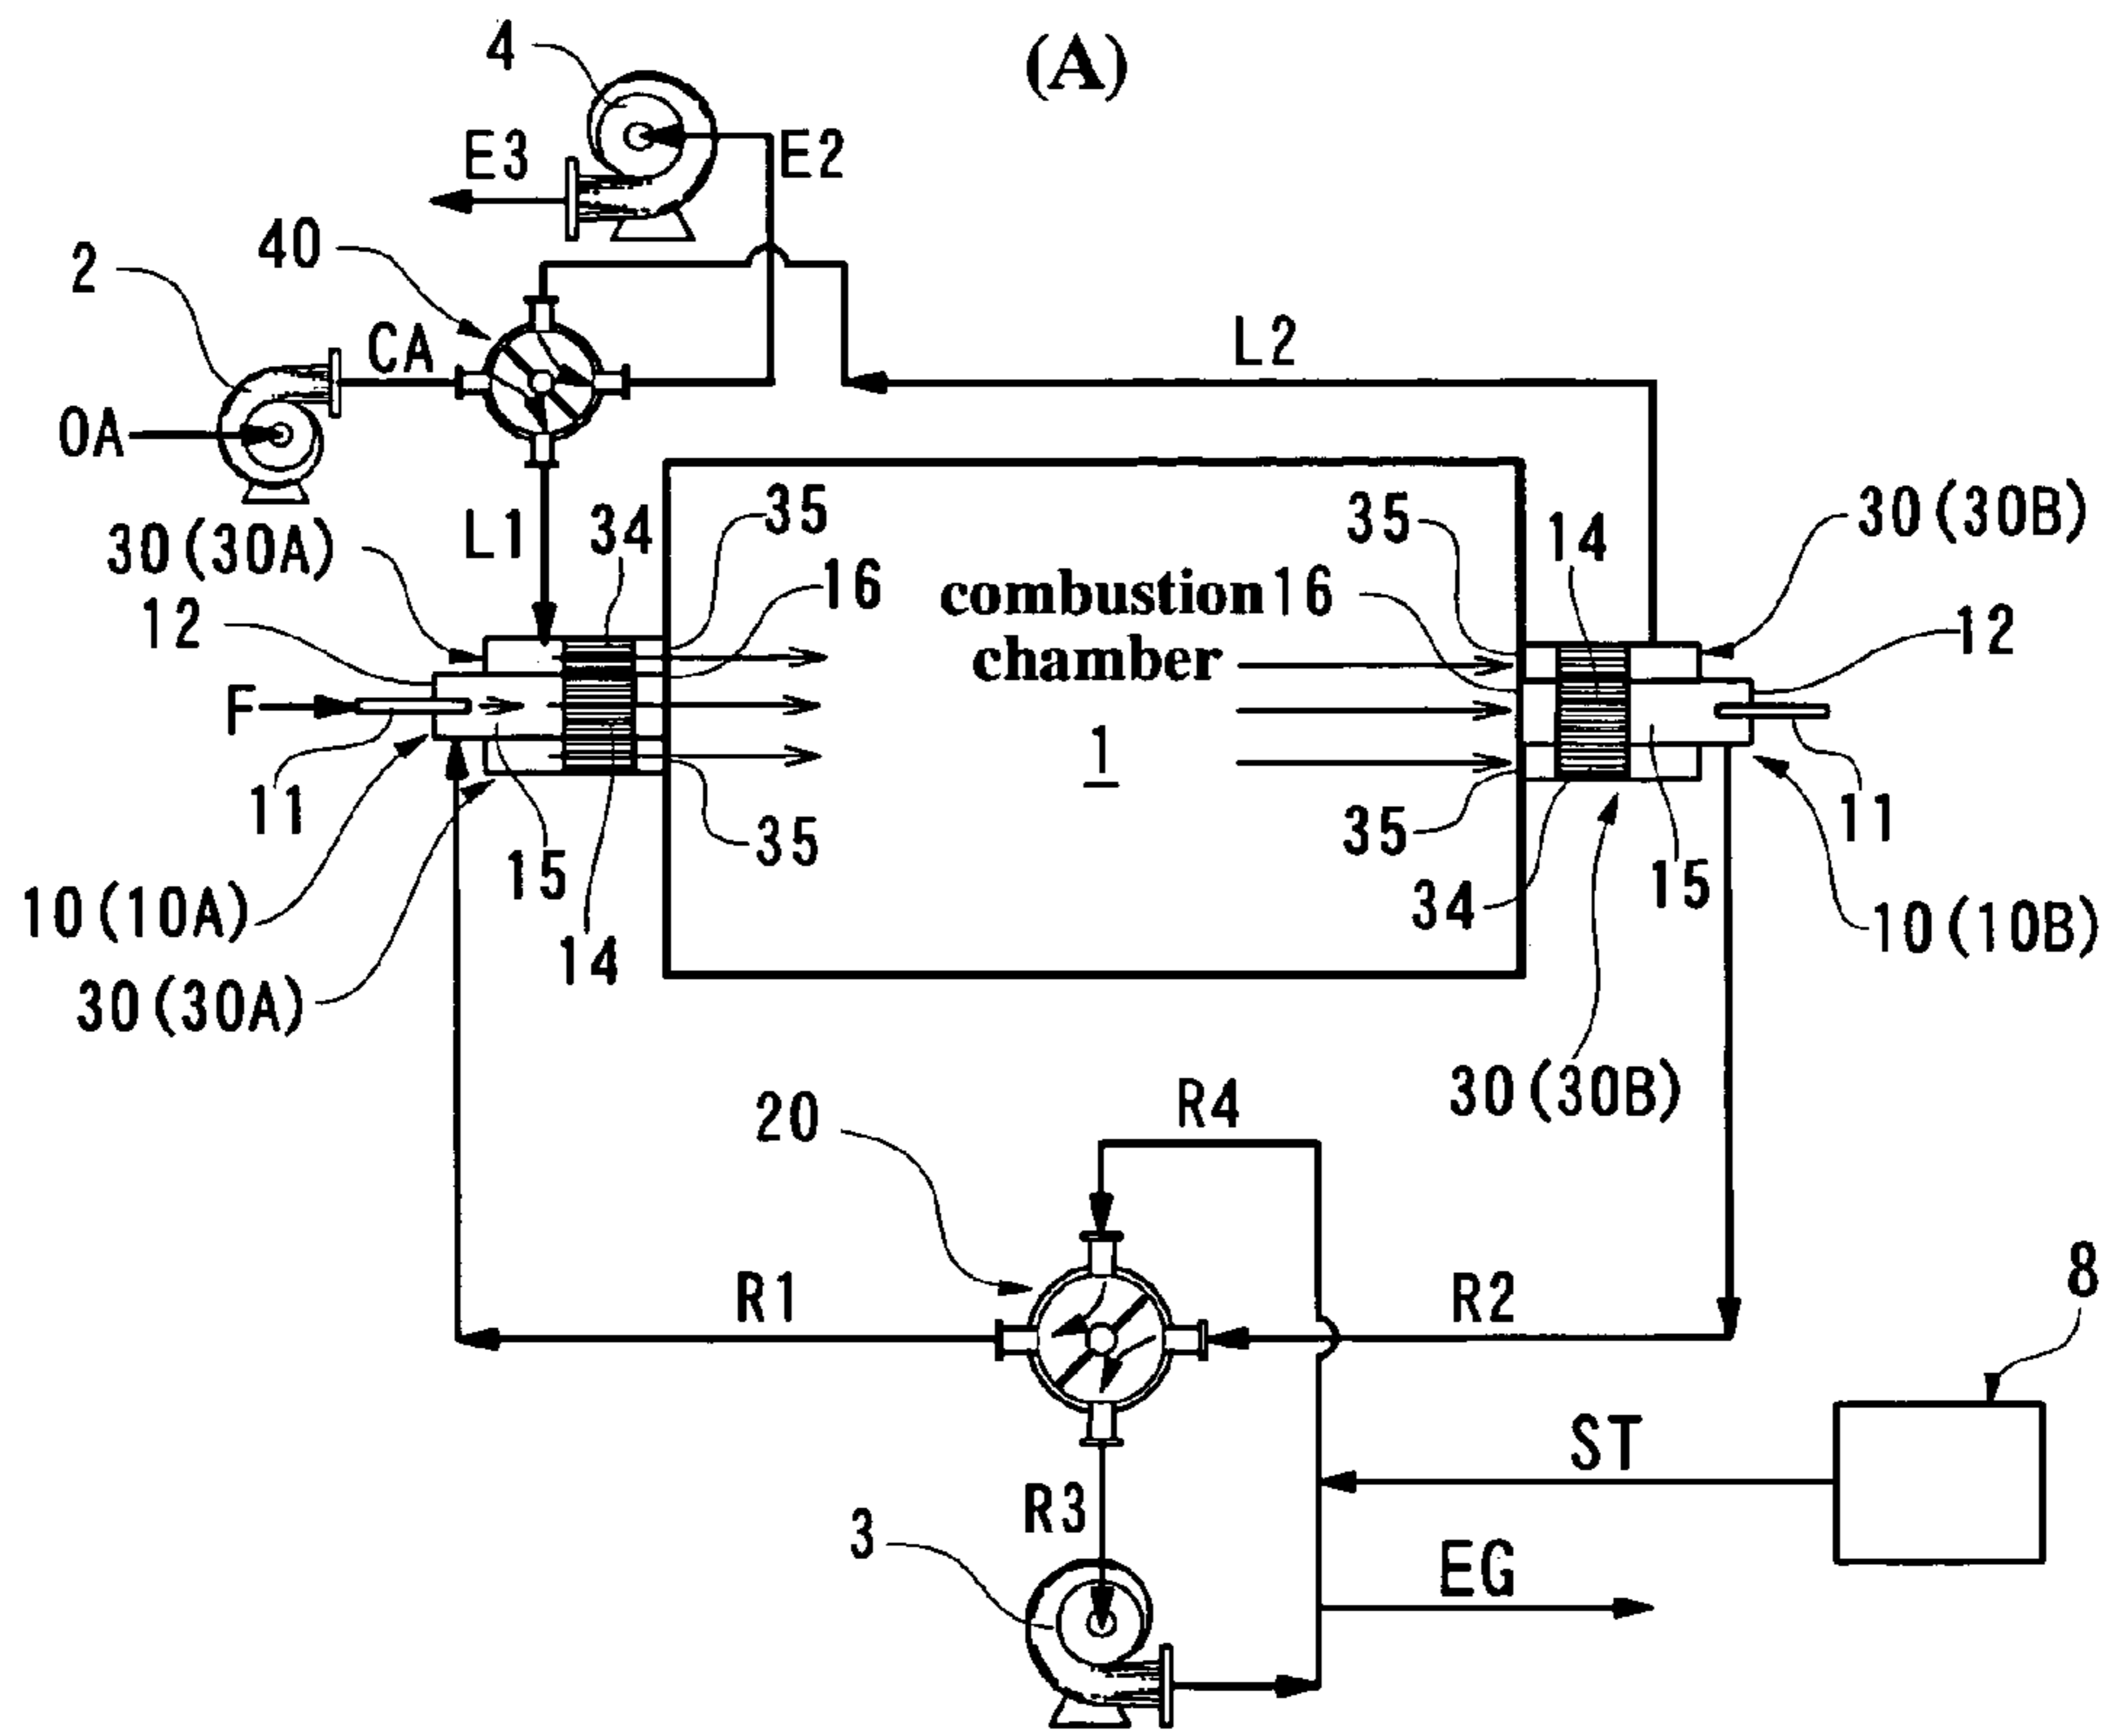 (A)
4
E3
E2
40
2
CA
L2
OA
L1
34
35
35
14
30(30B)
30(30A)
16
combustion
16
12
12
chamber
F
1
11
35
35
11
15
15
10(10A)
14
34
10(10B)
30(30A)
30(30B)
R4
20
8
R1
R2
ST
R3
3
EG